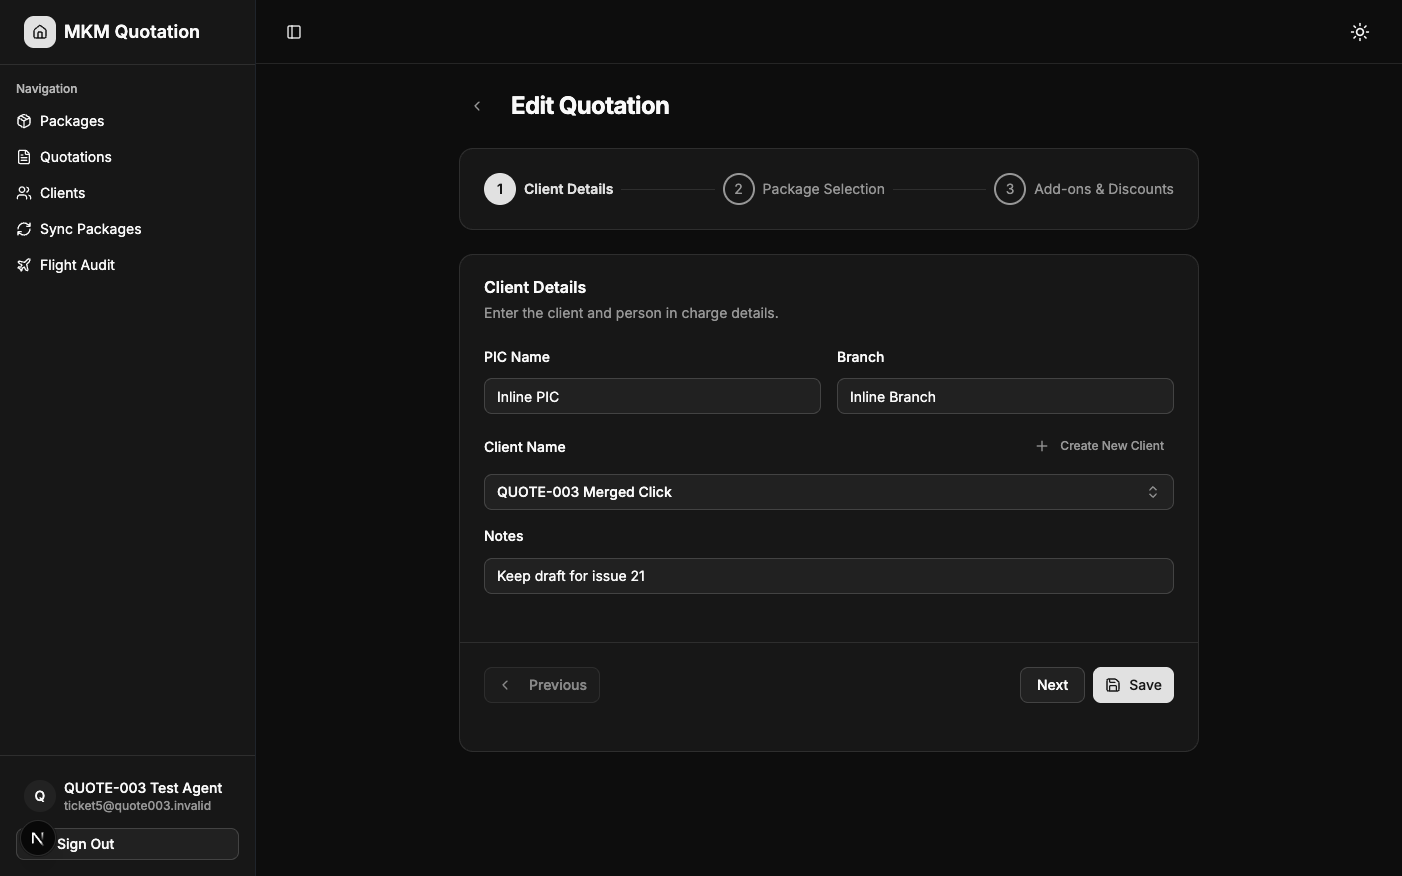 MKM Quotation
Navigation
Packages
Quotations
Clients
Sync Packages
Flight Audit
Edit Quotation
1 Client Details
2 Package Selection
3 Add-ons & Discounts
Client Details
Enter the client and person in charge details.
PIC Name
Branch
Inline PIC
Inline Branch
Client Name
Create New Client
QUOTE-003 Merged Click
Notes
Keep draft for issue 21
Previous
Next
Save
Q
QUOTE-003 Test Agent
ticket5@quote003.invalid
N
Sign Out